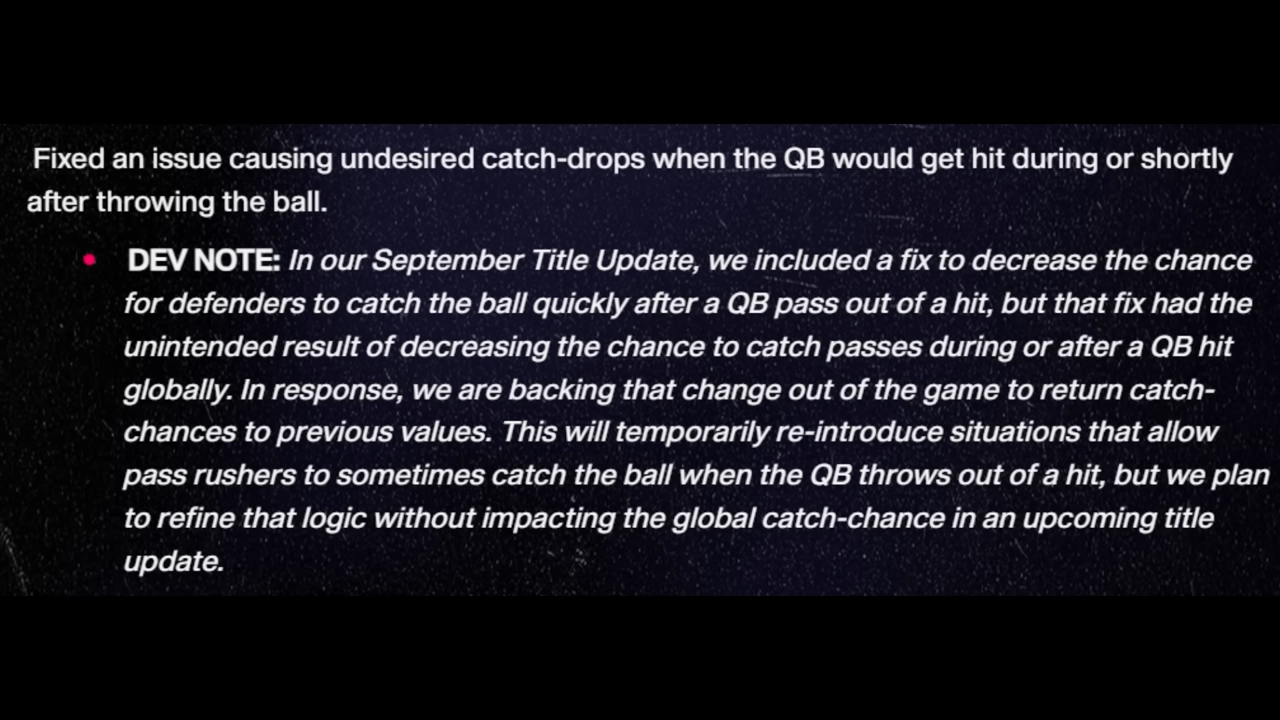 Fixed an issue causing undesired catch-drops when the QB would get hit during or shortly
after throwing the ball.
• DEV NOTE: In our September Title Update, we included a fix to decrease the chance
for defenders to catch the ball quickly after a QB pass out of a hit, but that fix had the
unintended result of decreasing the chance to catch passes during or after a QB hit
globally. In response, we are backing that change out of the game to return catch-
chances to previous values. This will temporarily re-introduce situations that allow
pass rushers to sometimes catch the ball when the QB throws out of a hit, but we plan
to refine that logic without impacting the global catch-chance in an upcoming title
update.